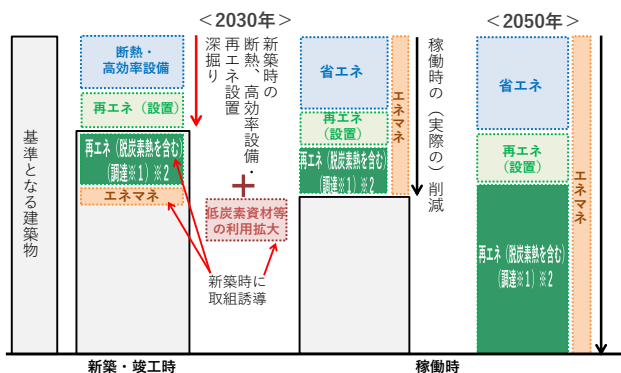 ＜2030年＞
＜2050年＞
基準となる建築物
断熱・
高効率設備
再エネ（設置）
再エネ（脱炭素熱を含む）
（調達※１）※２
エネマネ
新築時の
断熱、高効率設備・
再エネ設置
深掘り
＋
低炭素資材等
の利用拡大
新築時に
取組誘導
省エネ
再エネ
（設置）
再エネ（脱炭素熱を含む）
（調達※１）※２
エネマネ
稼働時の（実際の）削減
省エネ
再エネ
（設置）
再エネ（脱炭素熱を含む）
（調達※１）※２
エネマネ
新築・竣工時
稼働時